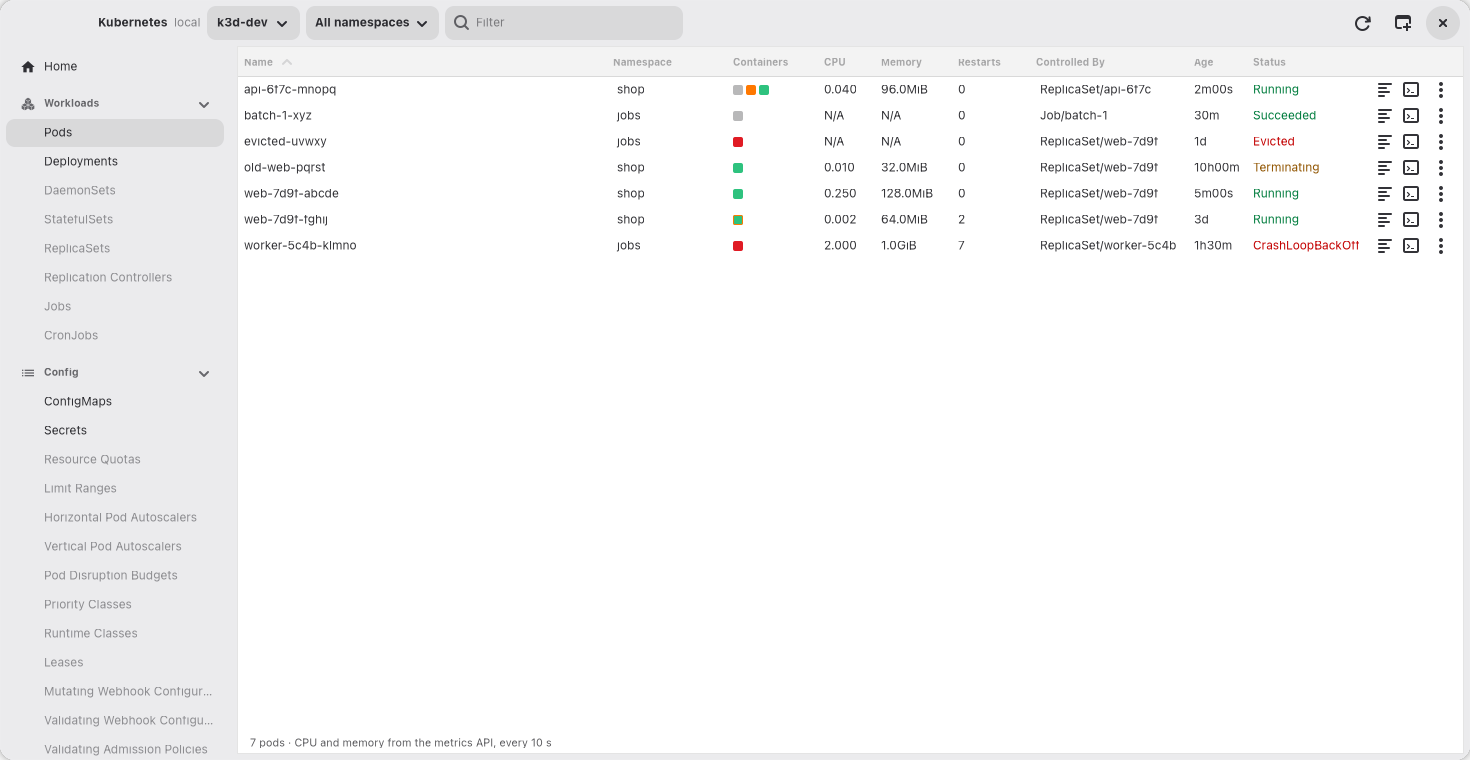 Kubernetes local k3d-dev All namespaces Filter
Home
Workloads
Pods
Deployments
DaemonSets
StatefulSets
ReplicaSets
Replication Controllers
Jobs
CronJobs
Config
ConfigMaps
Secrets
Resource Quotas
Limit Ranges
Horizontal Pod Autoscalers
Vertical Pod Autoscalers
Pod Disruption Budgets
Priority Classes
Runtime Classes
Leases
Mutating Webhook Configur...
Validating Webhook Configu...
Validating Admission Policies
Name Namespace Containers CPU Memory Restarts Controlled By Age Status
api-6f7c-mnopq shop 0.040 96.0MiB 0 ReplicaSet/api-6f7c 2m00s Running
batch-1-xyz jobs N/A N/A 0 Job/batch-1 30m Succeeded
evicted-uvwxy jobs N/A N/A 0 ReplicaSet/web-7d9f 1d Evicted
old-web-pqrst shop 0.010 32.0MiB 0 ReplicaSet/web-7d9f 10h00m Terminating
web-7d9f-abcde shop 0.250 128.0MiB 0 ReplicaSet/web-7d9f 5m00s Running
web-7d9f-fghij shop 0.002 64.0MiB 2 ReplicaSet/web-7d9f 3d Running
worker-5c4b-klmno jobs 2.000 1.0GiB 7 ReplicaSet/worker-5c4b 1h30m CrashLoopBackOff
7 pods · CPU and memory from the metrics API, every 10 s